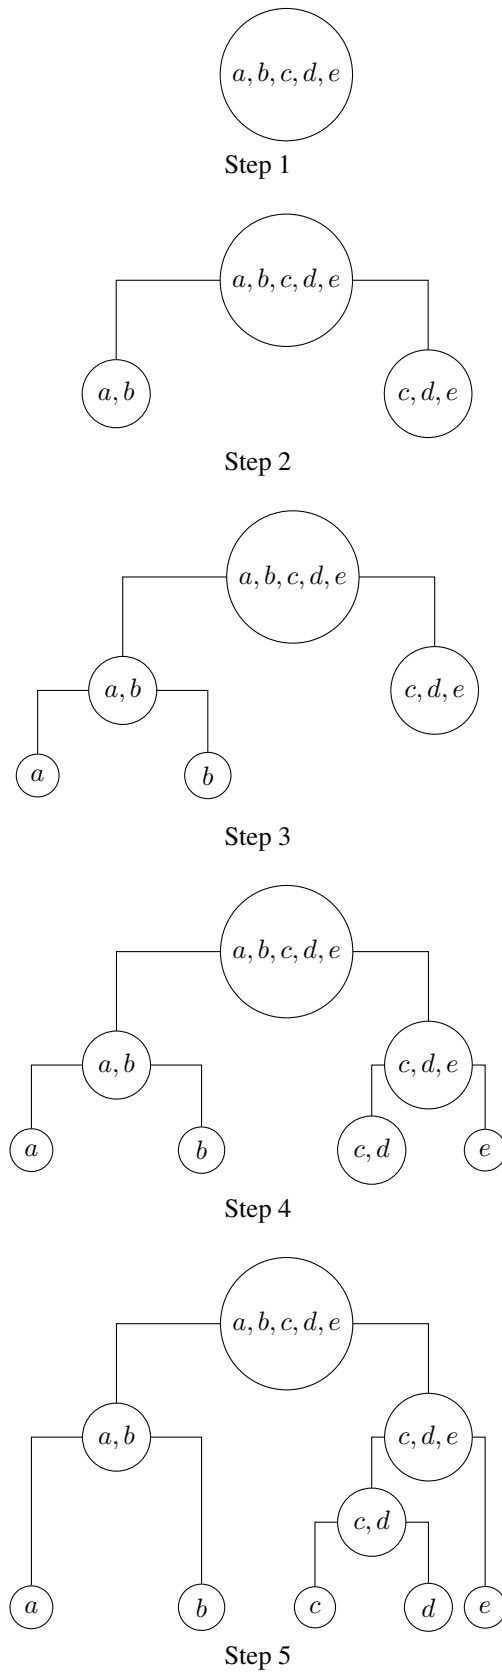 a, b, c, d, e
Step 1
a, b, c, d, e
a, b
c, d, e
Step 2
a, b, c, d, e
a, b
c, d, e
a
b
Step 3
a, b, c, d, e
a, b
c, d, e
a
b
c, d
e
Step 4
a, b, c, d, e
a, b
c, d, e
c, d
a
b
c
d
e
Step 5